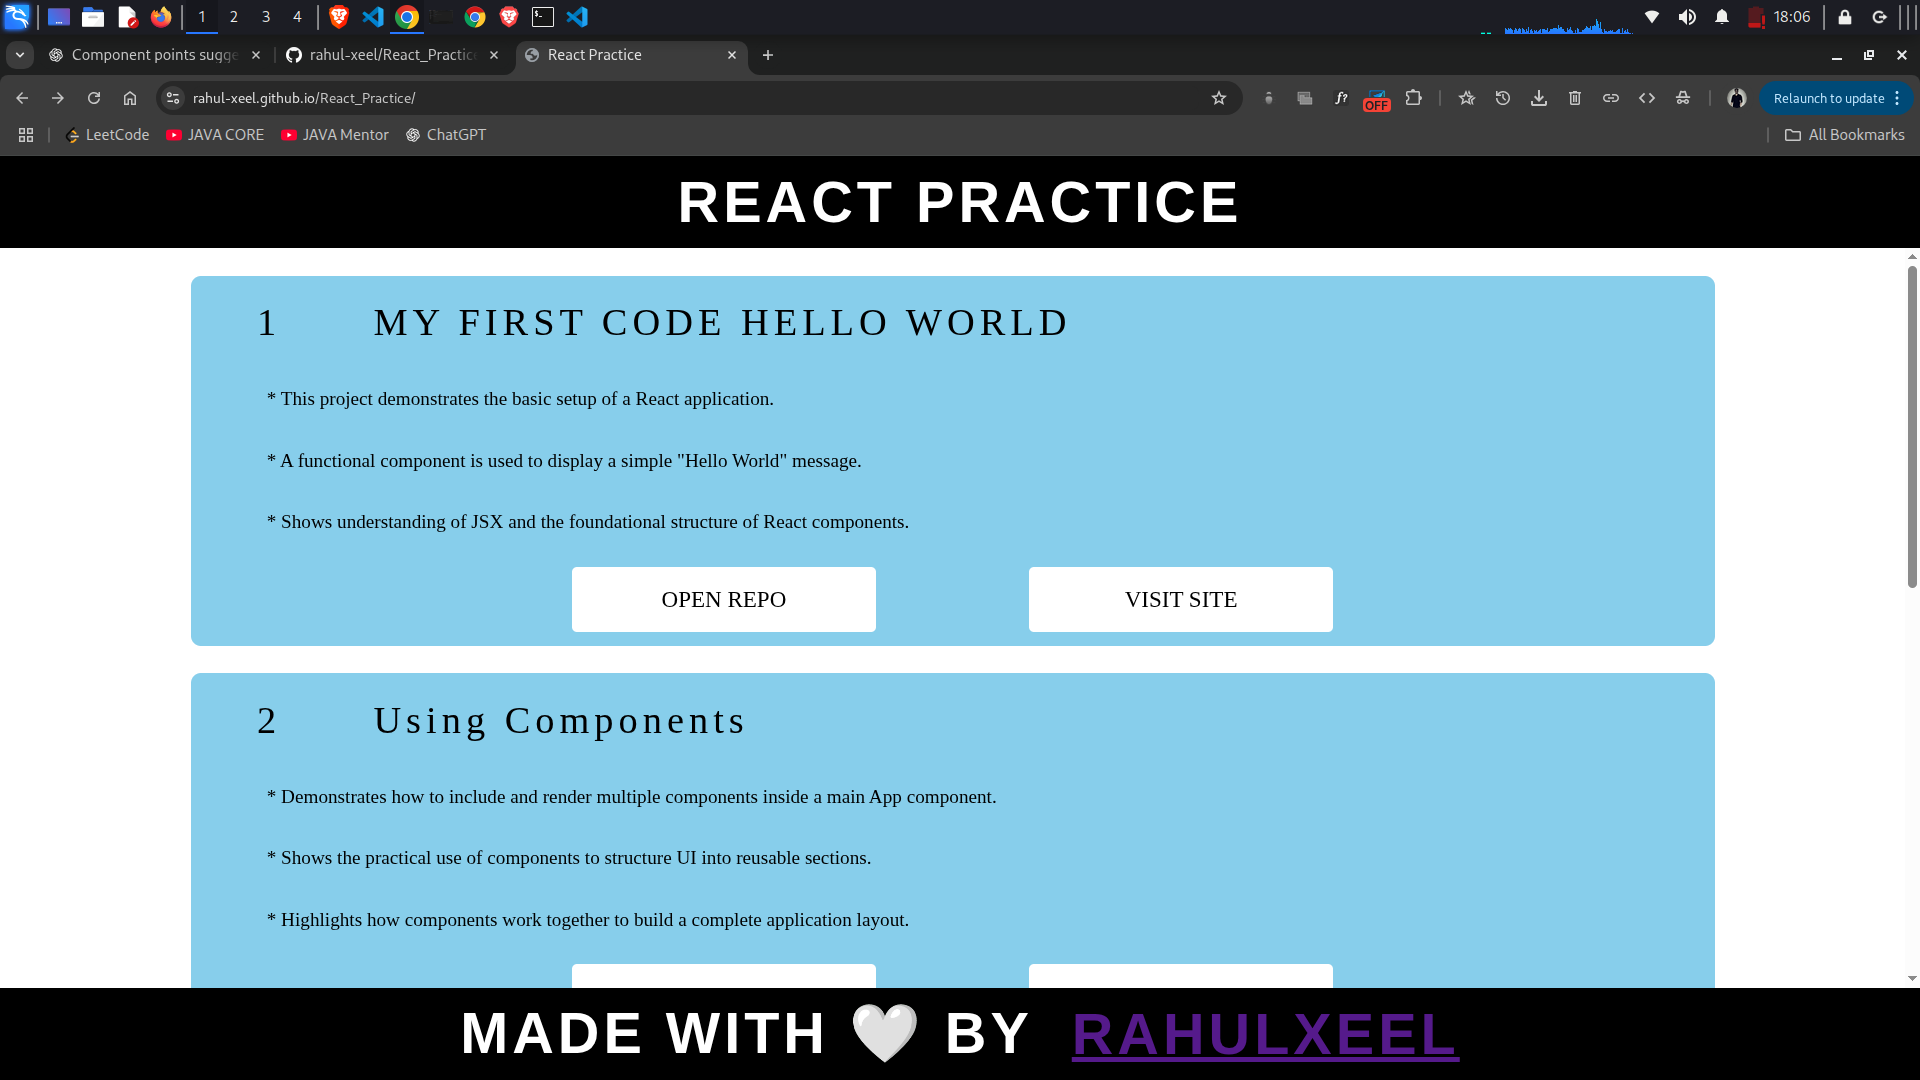 1 2 3 4
18:06
Component points sugge
rahul-xeel/React_Practice
React Practice
rahul-xeel.github.io/React_Practice/
f?
OFF
Relaunch to update
LeetCode
JAVA CORE
JAVA Mentor
ChatGPT
All Bookmarks
REACT PRACTICE
1 MY FIRST CODE HELLO WORLD
* This project demonstrates the basic setup of a React application.
* A functional component is used to display a simple "Hello World" message.
* Shows understanding of JSX and the foundational structure of React components.
OPEN REPO
VISIT SITE
2 Using Components
* Demonstrates how to include and render multiple components inside a main App component.
* Shows the practical use of components to structure UI into reusable sections.
* Highlights how components work together to build a complete application layout.
MADE WITH 🤍 BY RAHULXEEL